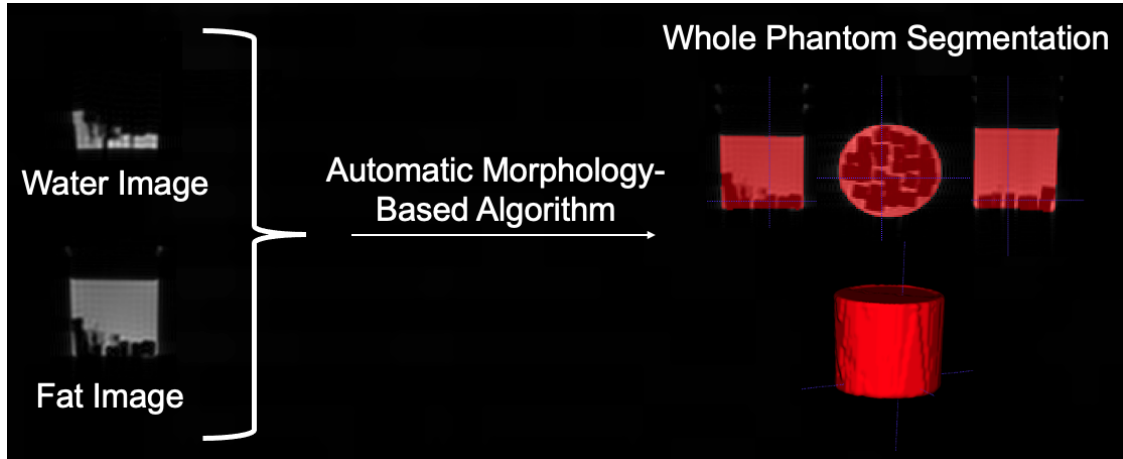 Whole Phantom Segmentation
Water Image
Automatic Morphology-
Based Algorithm
Fat Image